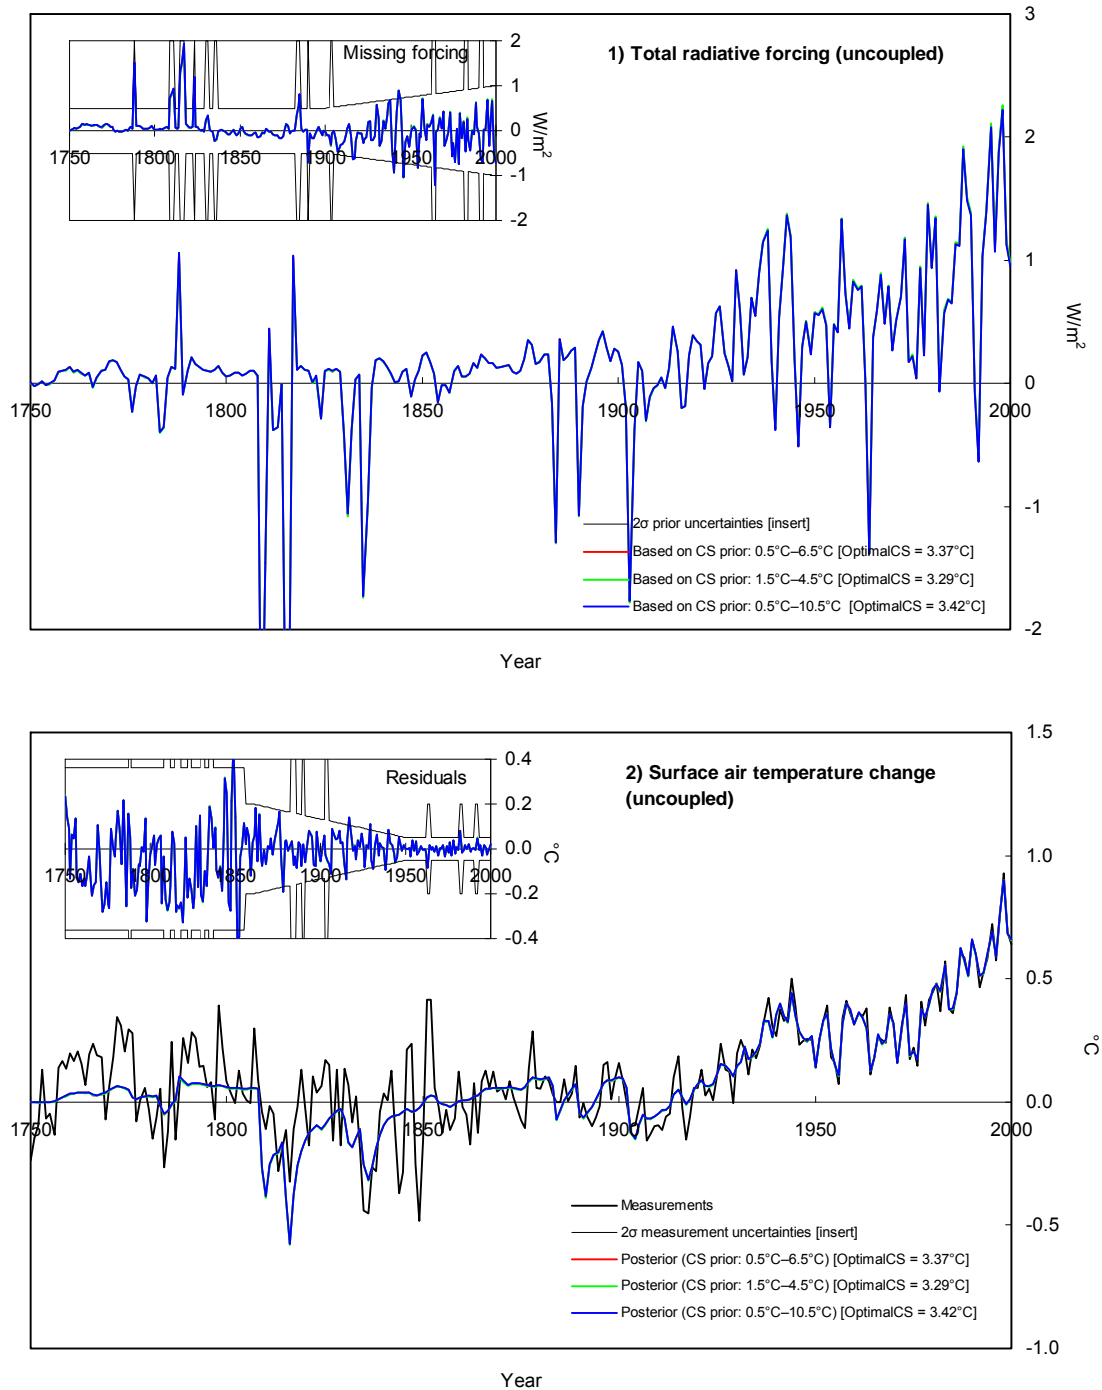 3
2
1
0
-1
-2
W/m²
1) Total radiative forcing (uncoupled)
Missing forcing
2
1
0
-1
-2
W/m²
1750
1800
1850
1900
1950
2000
1750
1800
1850
1900
1950
2000
2σ prior uncertainties [insert]
Based on CS prior: 0.5°C–6.5°C [OptimalCS = 3.37°C]
Based on CS prior: 1.5°C–4.5°C [OptimalCS = 3.29°C]
Based on CS prior: 0.5°C–10.5°C [OptimalCS = 3.42°C]
Year
1.5
1.0
0.5
0.0
-0.5
-1.0
°C
2) Surface air temperature change
(uncoupled)
Residuals
0.4
0.2
0.0
-0.2
-0.4
°C
1750
1800
1850
1900
1950
2000
1750
1800
1850
1900
1950
2000
Measurements
2σ measurement uncertainties [insert]
Posterior (CS prior: 0.5°C–6.5°C) [OptimalCS = 3.37°C]
Posterior (CS prior: 1.5°C–4.5°C) [OptimalCS = 3.29°C]
Posterior (CS prior: 0.5°C–10.5°C) [OptimalCS = 3.42°C]
Year